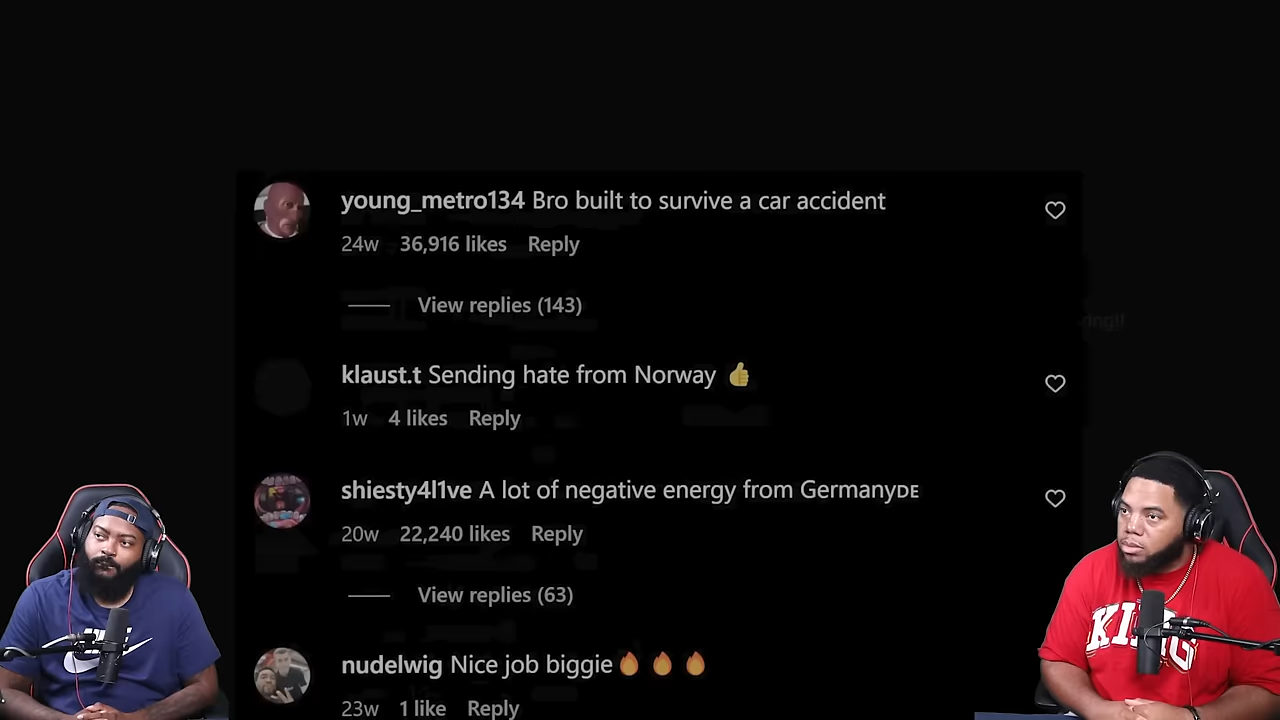 young_metro134 Bro built to survive a car accident
24w 36,916 likes Reply
View replies (143)
klaust.t Sending hate from Norway 👍
1w 4 likes Reply
shiesty4l1ve A lot of negative energy from Germanyᴅᴇ
20w 22,240 likes Reply
View replies (63)
nudelwig Nice job biggie🔥 🔥 🔥
23w 1 like Reply
KING